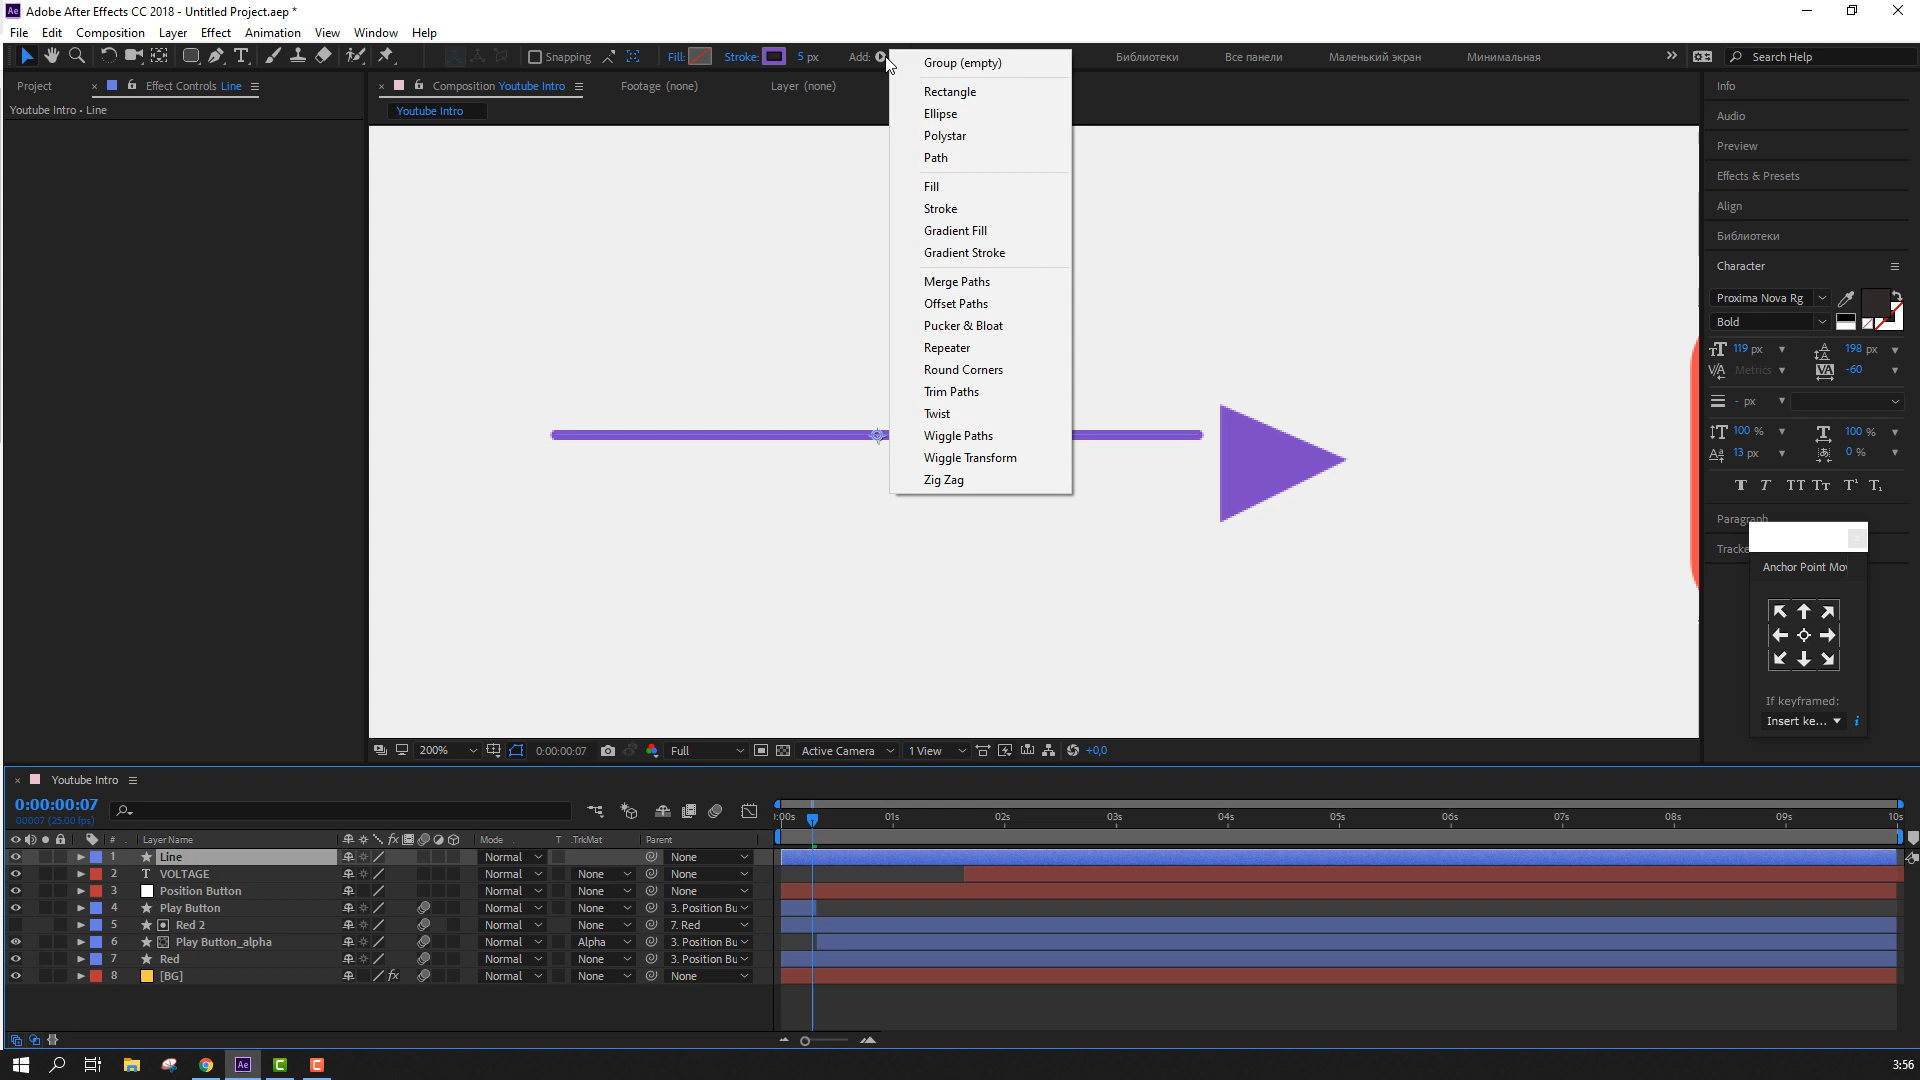 Adobe After Effects CC 2018 - Untitled Project.aep *
File Edit Composition Layer Effect Animation View Window Help
Snapping Fill: Stroke: 5 px Add: Библиотеки Все панели Маленький экран Минимальная Search Help
Project Effect Controls Line Composition Youtube Intro Footage (none) Layer (none)
Youtube Intro • Line
Youtube Intro
Group (empty)
Rectangle
Ellipse
Polystar
Path
Fill
Stroke
Gradient Fill
Gradient Stroke
Merge Paths
Offset Paths
Pucker & Bloat
Repeater
Round Corners
Trim Paths
Twist
Wiggle Paths
Wiggle Transform
Zig Zag
Info
Audio
Preview
Effects & Presets
Align
Библиотеки
Character
Proxima Nova Rg
Bold
119 px 198 px
Metrics -60
- px
100 % 100 %
13 px 0 %
Paragraph
Tracke
Anchor Point Mov
If keyframed:
Insert ke...
200% 0:00:00:07 Full Active Camera 1 View +0,0
Youtube Intro
0:00:00:07
00007 (25.00 fps)
:00s 01s 02s 03s 04s 05s 06s 07s 08s 09s 10s
# Layer Name Mode T .TrkMat Parent
1 Line Normal None
2 VOLTAGE Normal None None
3 Position Button Normal None None
4 Play Button Normal None 3. Position Bu
5 Red 2 Normal None 7. Red
6 Play Button_alpha Normal Alpha 3. Position Bu
7 Red Normal None 3. Position Bu
8 [BG] Normal None None
3:56